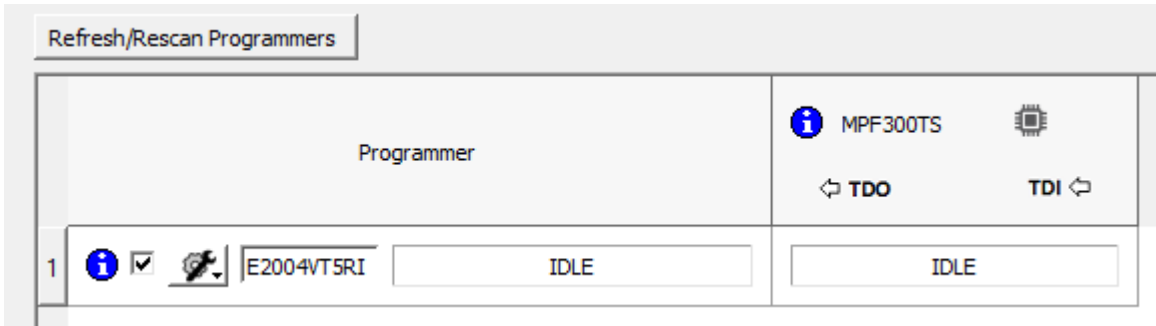 Refresh/Rescan Programmers
Programmer
MPF300TS
TDO TDI
1 E2004VT5RI IDLE IDLE